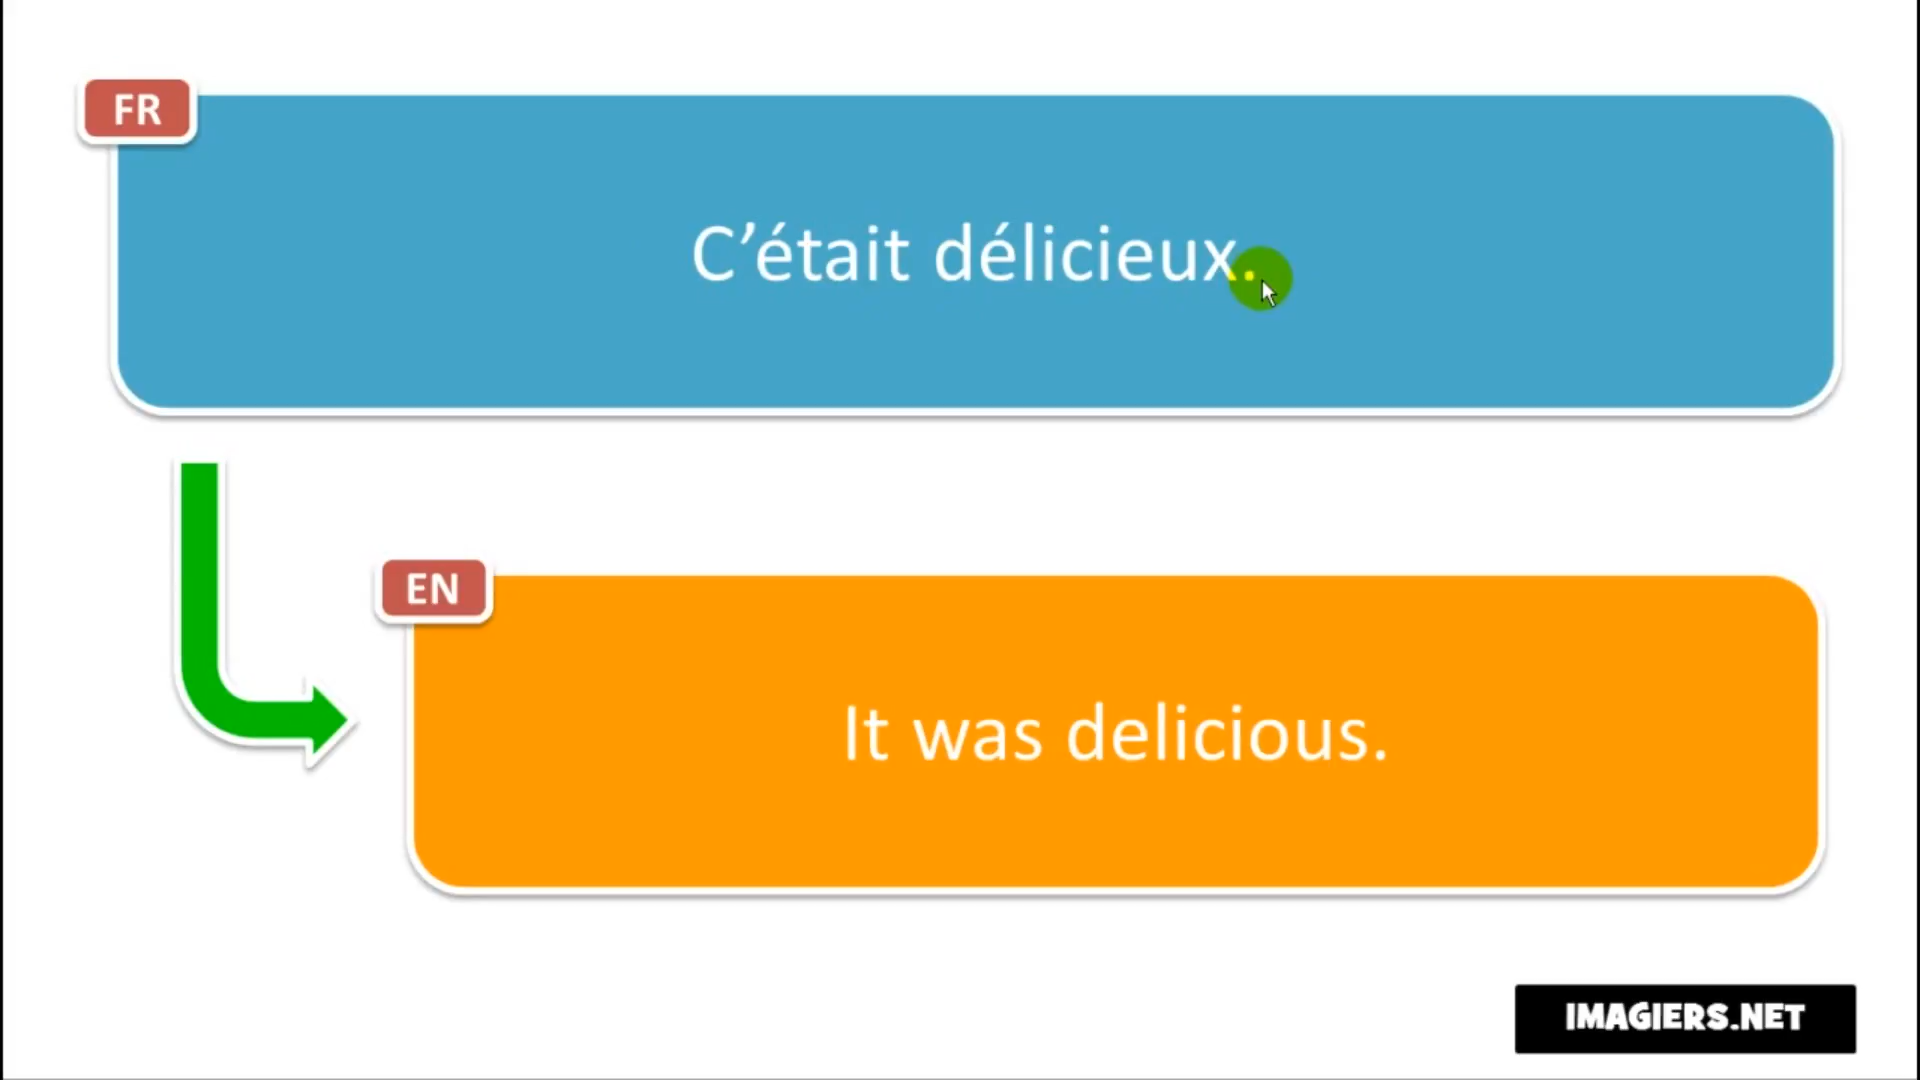 FR
C’était délicieux.
EN
It was delicious.
IMAGIERS.NET